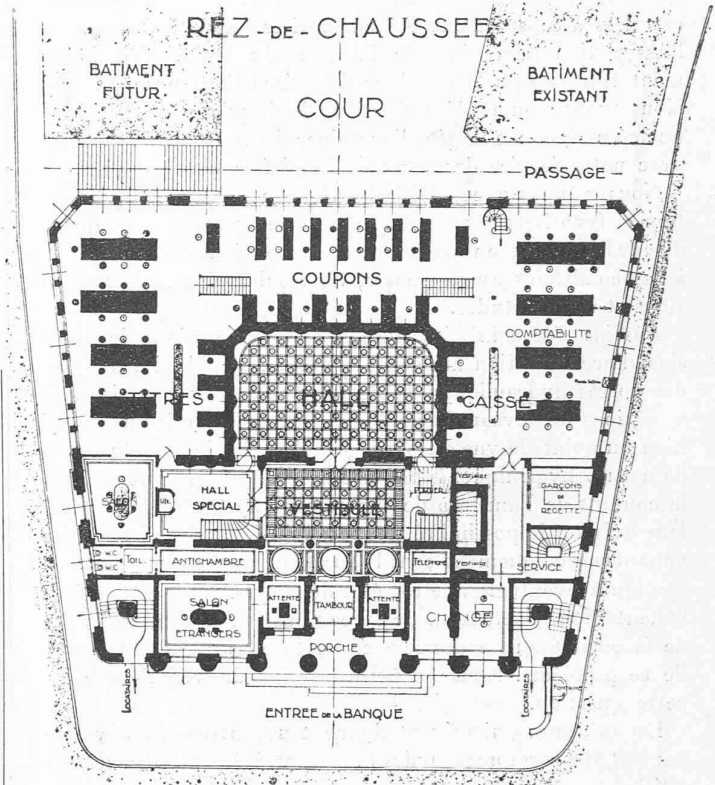 REZ-DE-CHAUSSEE
BATIMENT
FUTUR
BATIMENT
EXISTANT
COUR
PASSAGE
COUPONS
COMPTABILITE
TITRES
HALL
CAISSE
HALL
SPECIAL
VESTIBULE
VESTIAIRE
GARÇONS
DE
RECETTE
W.C
W.C
TOIL.
ANTICHAMBRE
TELEPHONE
VESTIAIRE
SERVICE
SALON
ETRANGERS
ATTENTE
TAMBOUR
ATTENTE
CHANGE
PORCHE
LOCATAIRES
LOCATAIRES
FONTAINE
ENTREE DE LA BANQUE